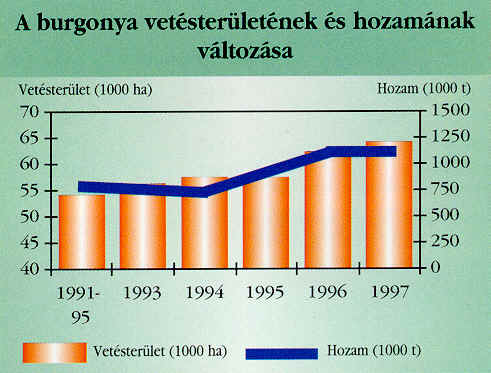 A burgonya vetésterületének és hozamának
változása
Vetésterület (1000 ha) Hozam (1000 t)
70 1500
65 1250
60 1000
55 750
50 500
45 250
40 0
1991-
95 1993 1994 1995 1996 1997
Vetésterület (1000 ha) Hozam (1000 t)